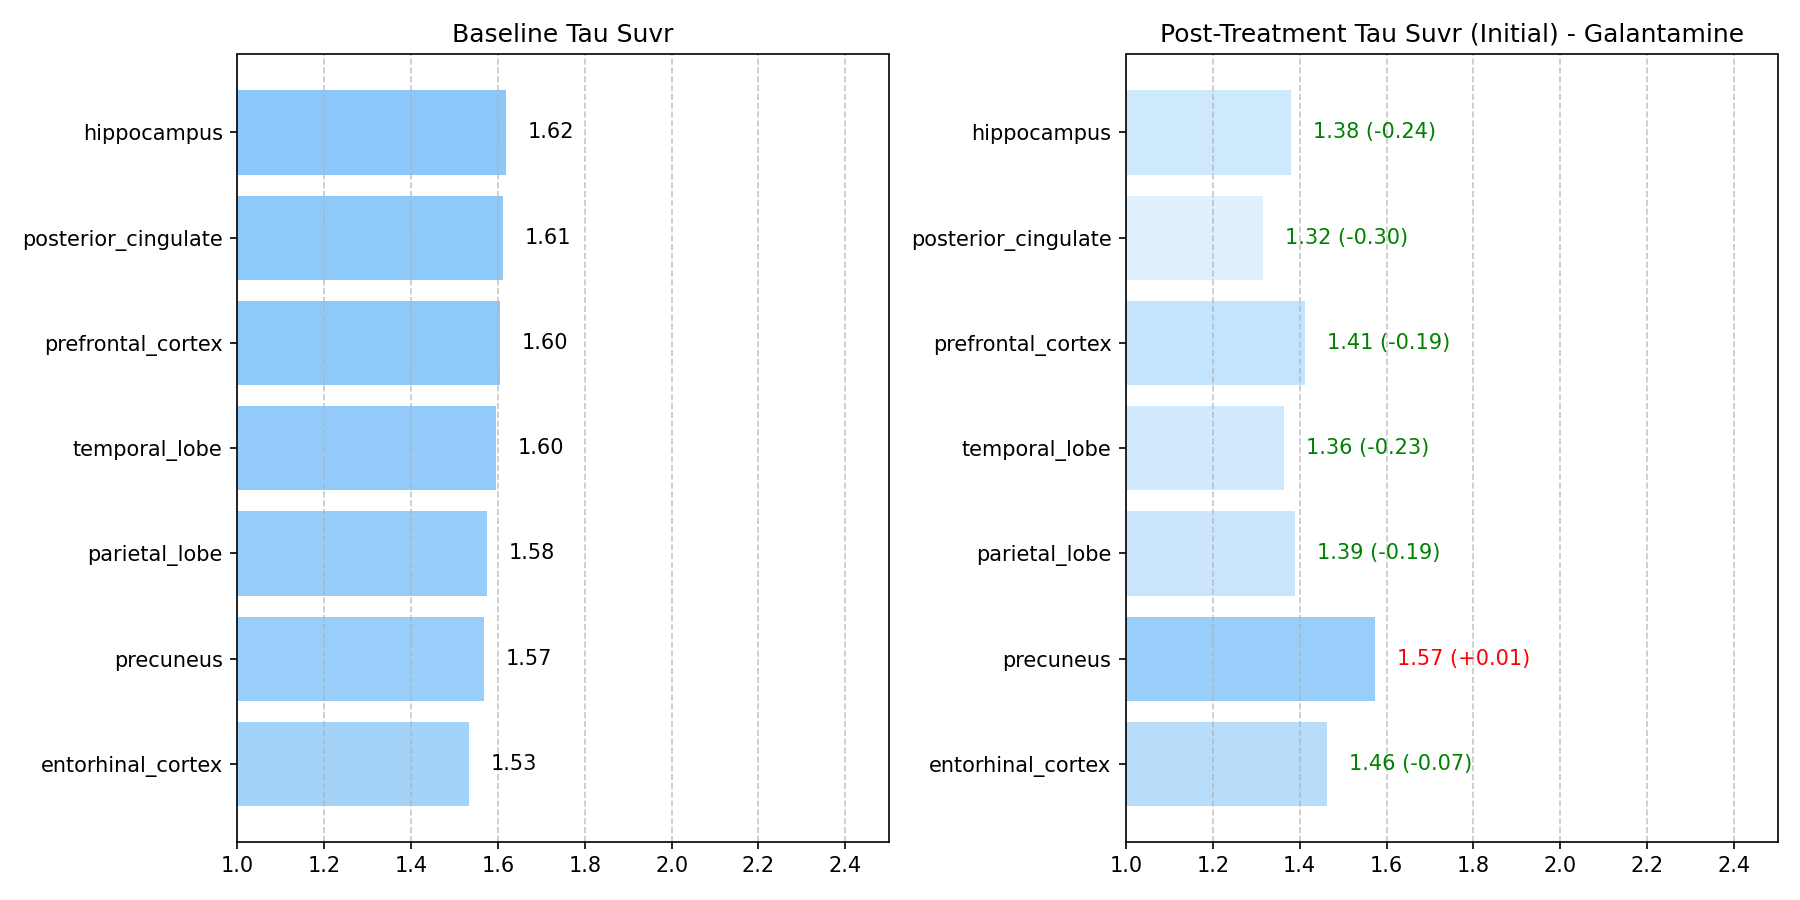 Baseline Tau Suvr
hippocampus
1.62
posterior_cingulate
1.61
prefrontal_cortex
1.60
temporal_lobe
1.60
parietal_lobe
1.58
precuneus
1.57
entorhinal_cortex
1.53
1.0 1.2 1.4 1.6 1.8 2.0 2.2 2.4
Post-Treatment Tau Suvr (Initial) - Galantamine
hippocampus
1.38 (-0.24)
posterior_cingulate
1.32 (-0.30)
prefrontal_cortex
1.41 (-0.19)
temporal_lobe
1.36 (-0.23)
parietal_lobe
1.39 (-0.19)
precuneus
1.57 (+0.01)
entorhinal_cortex
1.46 (-0.07)
1.0 1.2 1.4 1.6 1.8 2.0 2.2 2.4